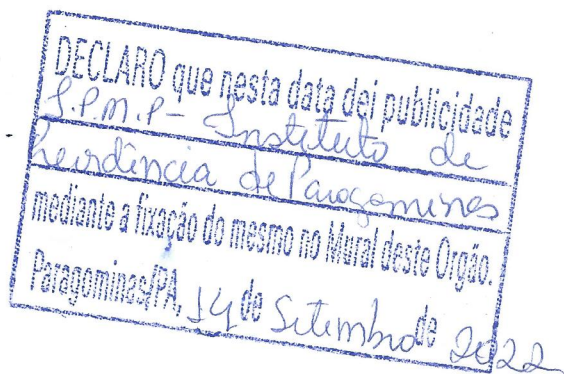 DECLARO que nesta data dei publicidade
I.P.M.P - Instituto de
Previdência de Paragominas
mediante a fixação do mesmo no Mural deste Orgão.
Paragominas/PA, 14 de Setembro de 2022